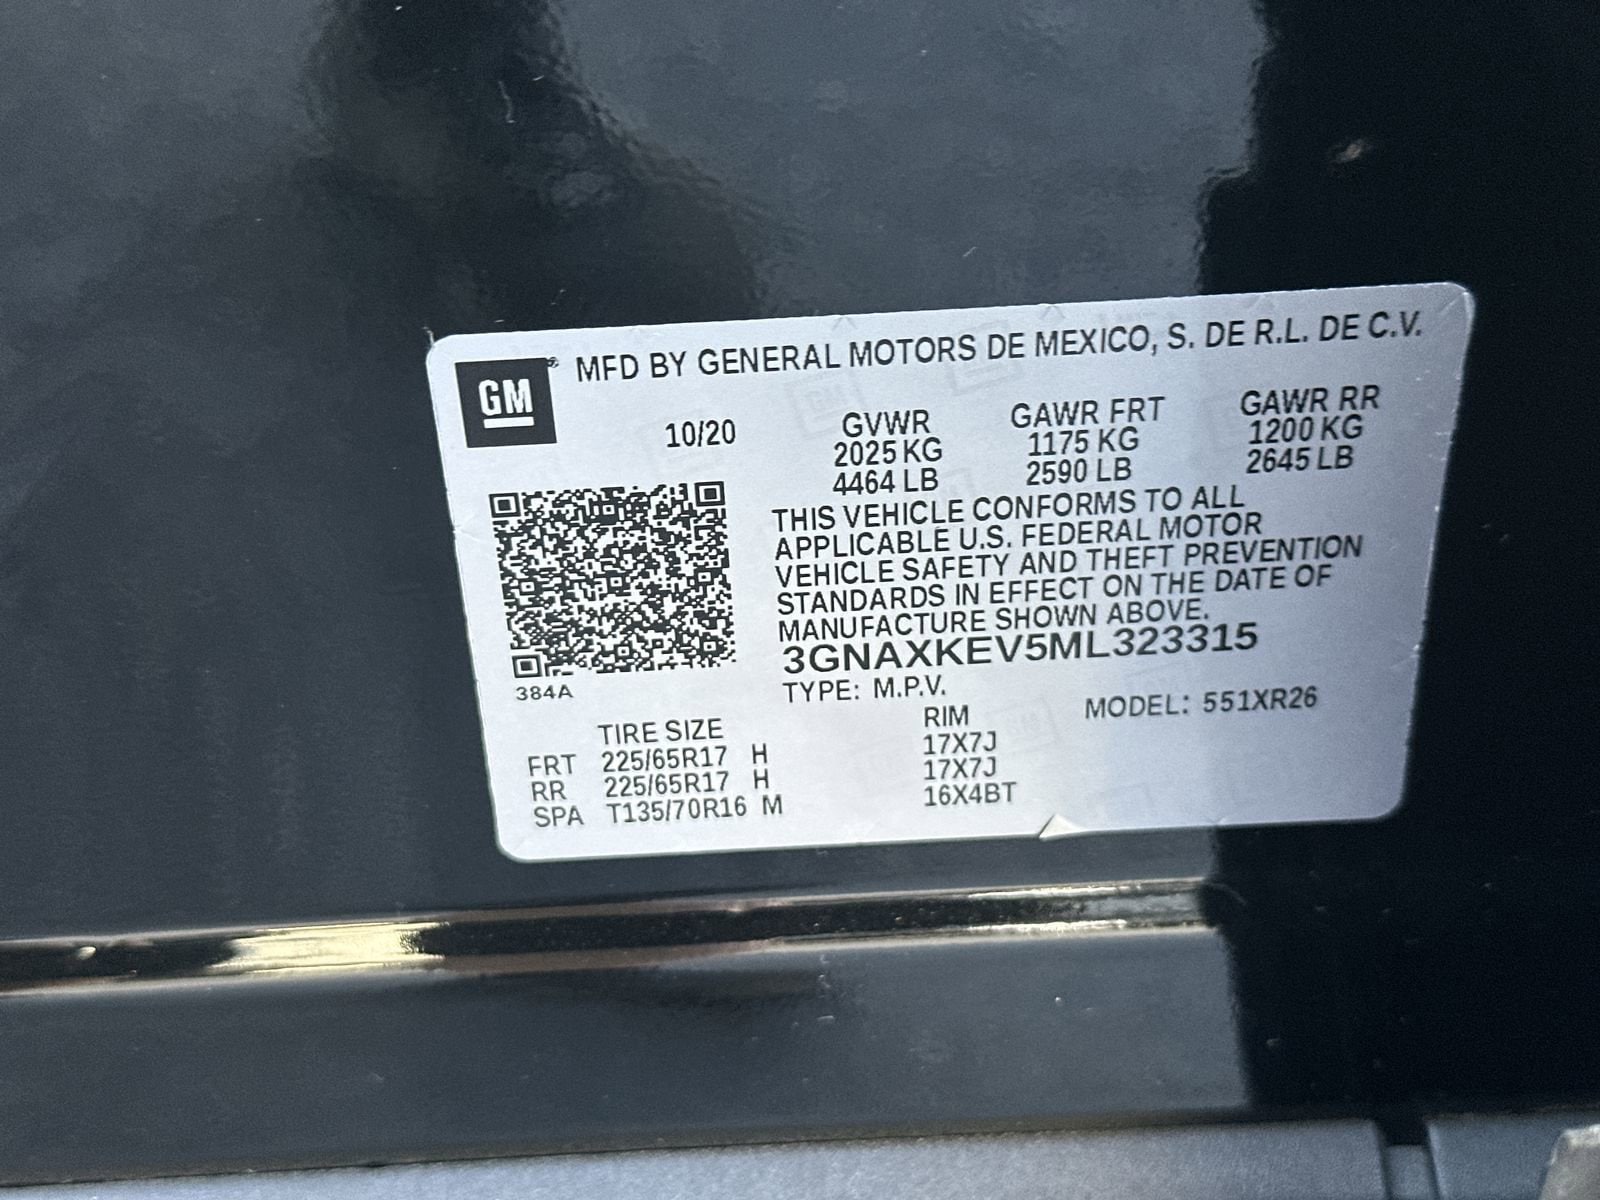 GM ® MFD BY GENERAL MOTORS DE MEXICO, S. DE R.L. DE C.V.
10/20 GVWR GAWR FRT GAWR RR
2025 KG 1175 KG 1200 KG
4464 LB 2590 LB 2645 LB
THIS VEHICLE CONFORMS TO ALL
APPLICABLE U.S. FEDERAL MOTOR
VEHICLE SAFETY AND THEFT PREVENTION
STANDARDS IN EFFECT ON THE DATE OF
MANUFACTURE SHOWN ABOVE.
3GNAXKEV5ML323315
384A
TYPE: M.P.V. MODEL: 551XR26
TIRE SIZE RIM
FRT 225/65R17 H 17X7J
RR 225/65R17 H 17X7J
SPA T135/70R16 M 16X4BT